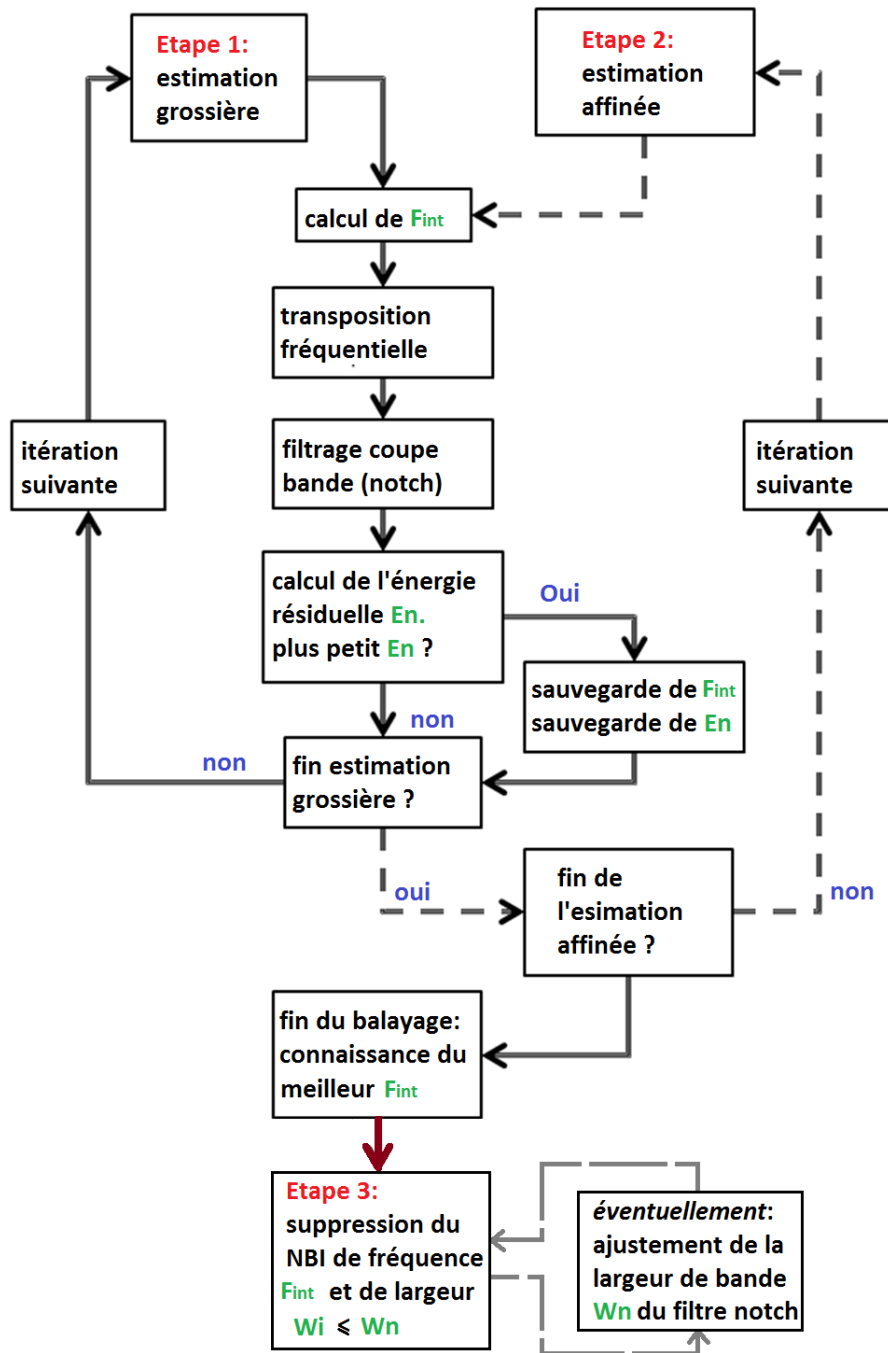 Etape 1:
estimation
grossière
Etape 2:
estimation
affinée
calcul de Fint
transposition
fréquentielle
itération
suivante
filtrage coupe
bande (notch)
itération
suivante
calcul de l'énergie
résiduelle En.
plus petit En ?
Oui
sauvegarde de Fint
sauvegarde de En
non
non
fin estimation
grossière ?
oui
fin de
l'esimation
affinée ?
non
fin du balayage:
connaissance du
meilleur Fint
Etape 3:
suppression du
NBI de fréquence
Fint et de largeur
Wi ⩽ Wn
éventuellement:
ajustement de la
largeur de bande
Wn du filtre notch